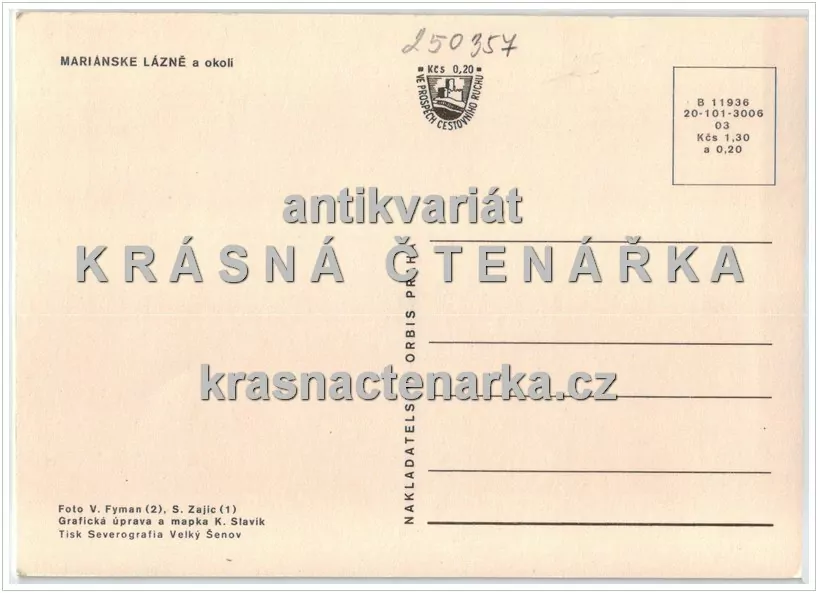 250357
MARIÁNSKE LÁZNĚ a okolí
Kčs 0,20
VE PROSPĚCH CESTOVNÍHO RUCHU
B 11936
20-101-3006
03
Kčs 1,30
a 0,20
antikvariát
KRÁSNÁ ČTENÁŘKA
krasnactenarka.cz
NAKLADATELS ORBIS PRAHA
Foto V. Fyman (2), S. Zajíc (1)
Grafická úprava a mapka K. Slavík
Tisk Severografia Velký Šenov